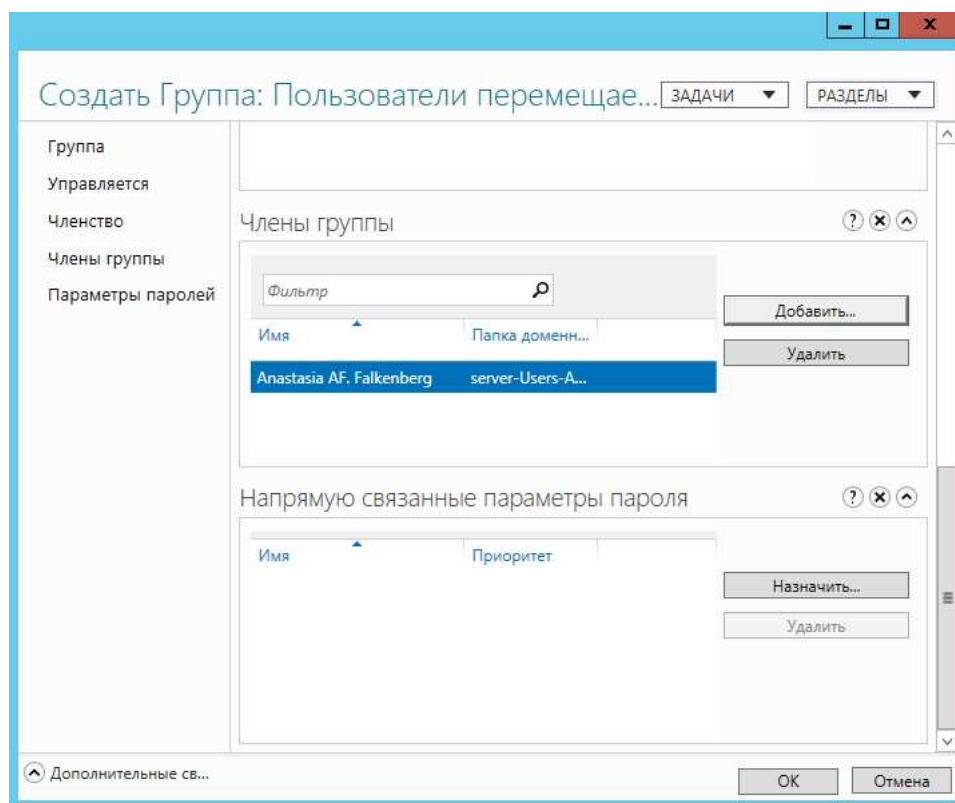 Создать Группа: Пользователи перемещае... ЗАДАЧИ РАЗДЕЛЫ
Группа
Управляется
Членство
Члены группы
Параметры паролей
Члены группы
Фильтр
Имя Папка доменн...
Anastasia AF. Falkenberg server-Users-A...
Добавить...
Удалить
Напрямую связанные параметры пароля
Имя Приоритет
Назначить...
Удалить
Дополнительные св...
ОК Отмена